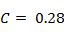 C = 0.28